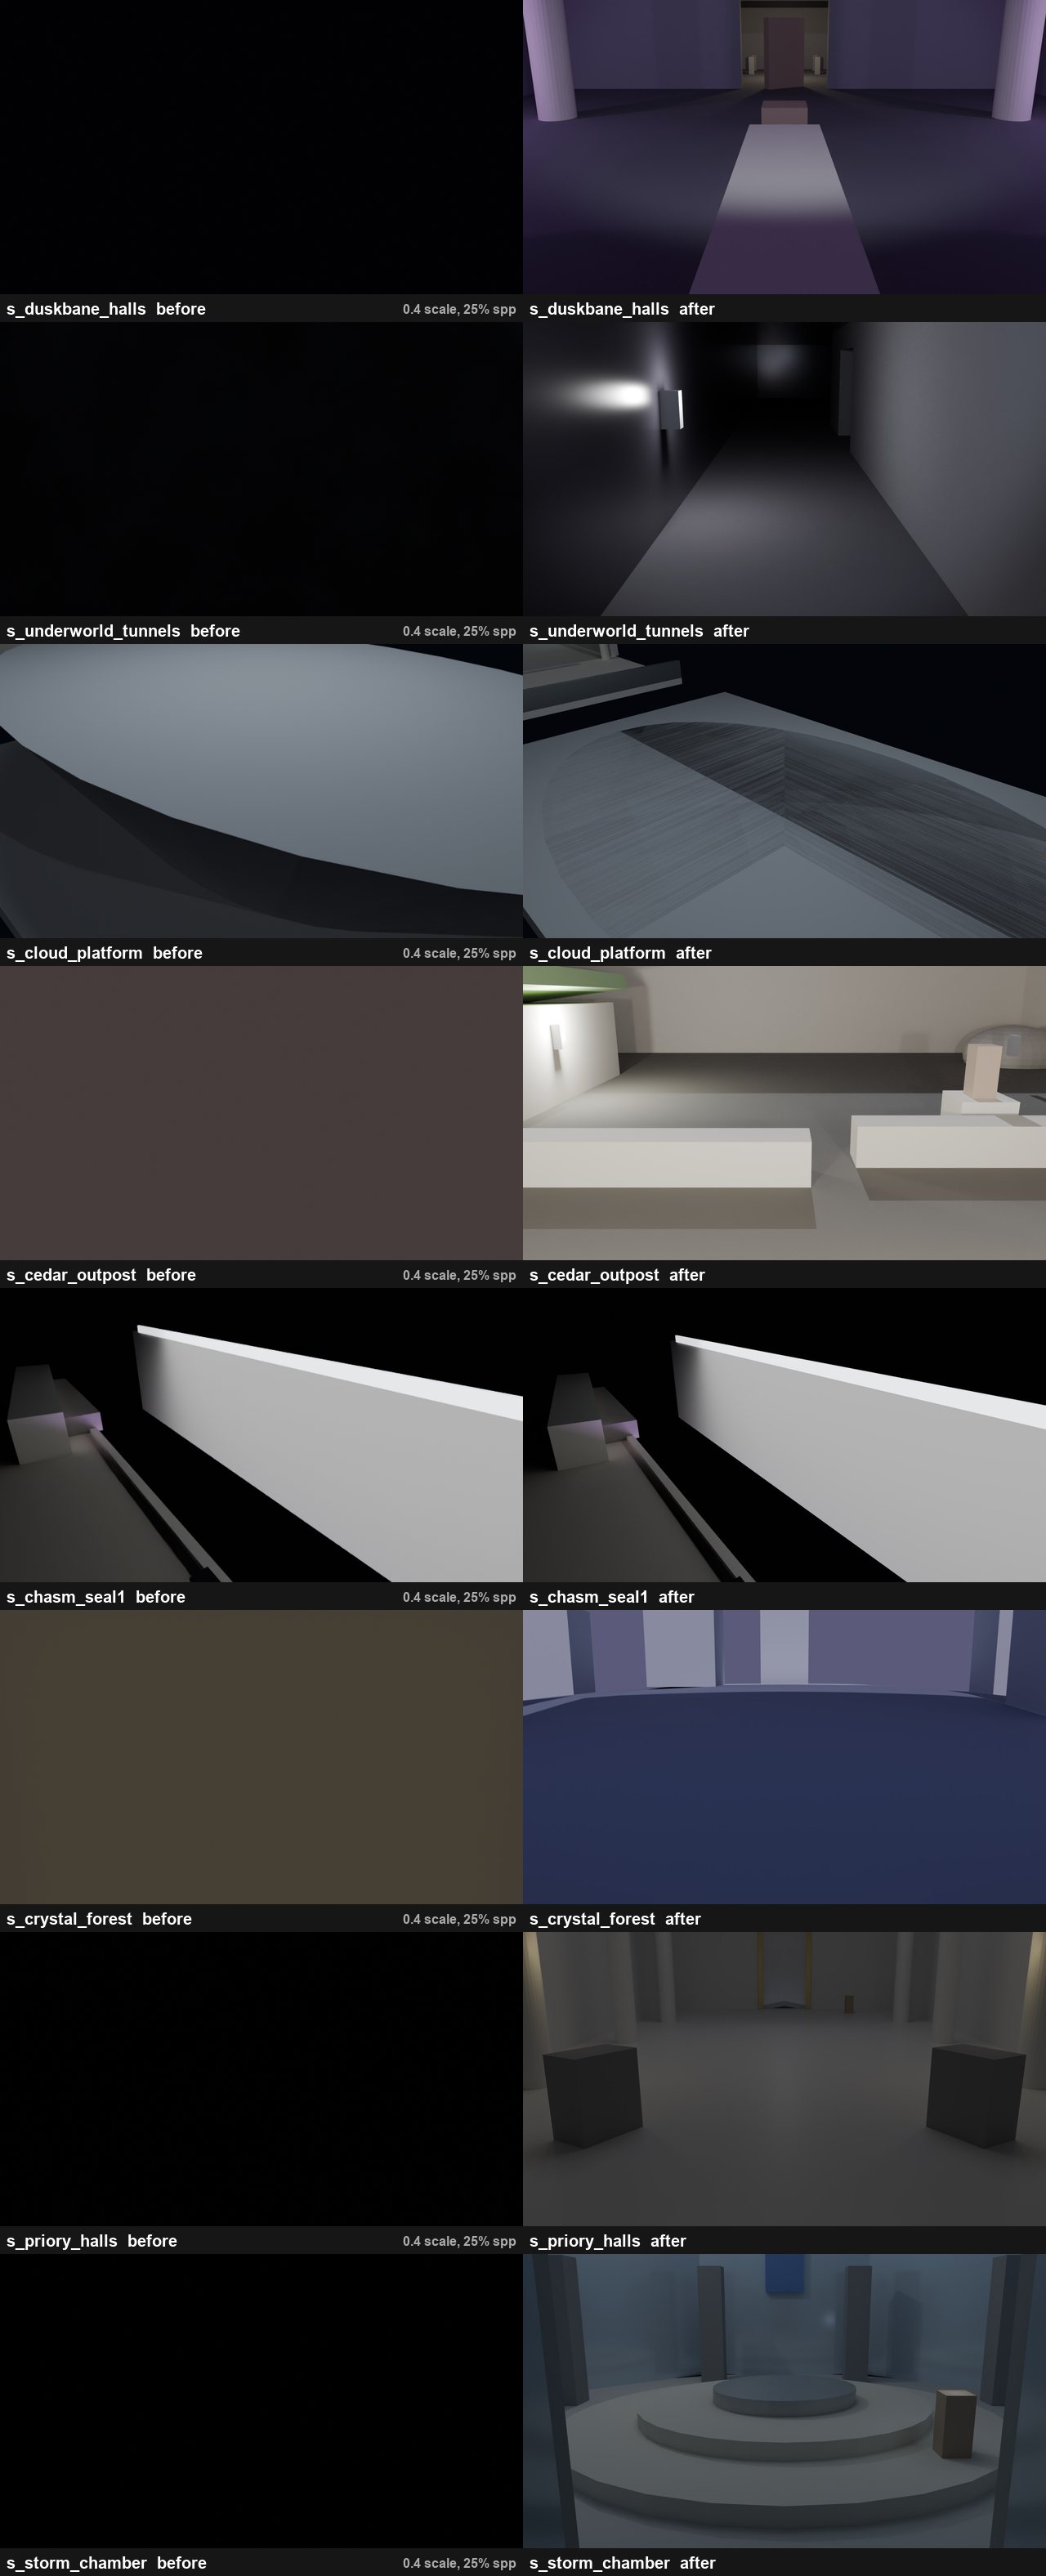 s_duskbane_halls before 0.4 scale, 25% spp s_duskbane_halls after
s_underworld_tunnels before 0.4 scale, 25% spp s_underworld_tunnels after
s_cloud_platform before 0.4 scale, 25% spp s_cloud_platform after
s_cedar_outpost before 0.4 scale, 25% spp s_cedar_outpost after
s_chasm_seal1 before 0.4 scale, 25% spp s_chasm_seal1 after
s_crystal_forest before 0.4 scale, 25% spp s_crystal_forest after
s_priory_halls before 0.4 scale, 25% spp s_priory_halls after
s_storm_chamber before 0.4 scale, 25% spp s_storm_chamber after